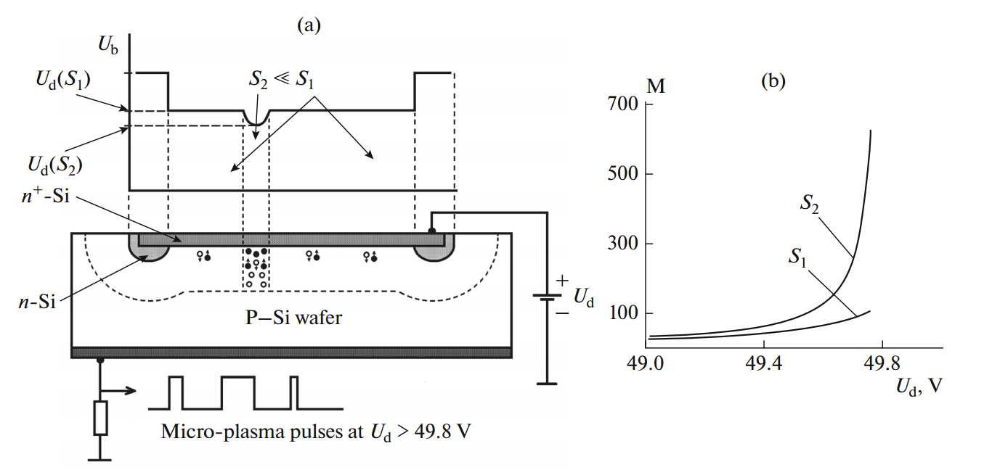 (a)
U_b
U_d(S_1)
S_2 ≪ S_1
U_d(S_2)
n^+-Si
n-Si
P–Si wafer
+
U_d
–
Micro-plasma pulses at U_d > 49.8 V
(b)
M
700
500
300
100
S_2
S_1
49.0 49.4 49.8
U_d, V